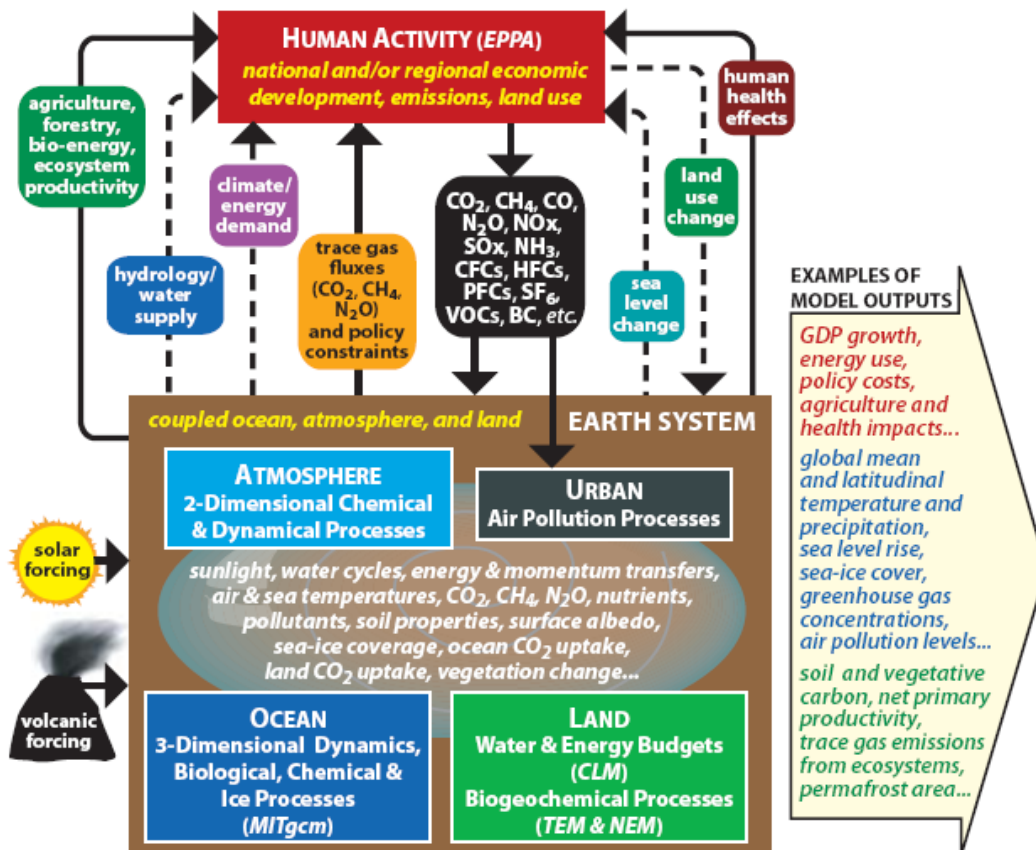 HUMAN ACTIVITY (EPPA)
national and/or regional economic
development, emissions, land use
agriculture,
forestry,
bio-energy,
ecosystem
productivity
hydrology/
water
supply
climate/
energy
demand
trace gas
fluxes
(CO₂, CH₄,
N₂O)
and policy
constraints
CO₂, CH₄, CO,
N₂O, NOx,
SOx, NH₃,
CFCs, HFCs,
PFCs, SF₆,
VOCs, BC, etc.
sea
level
change
land
use
change
human
health
effects
coupled ocean, atmosphere, and land
EARTH SYSTEM
ATMOSPHERE
2-Dimensional Chemical
& Dynamical Processes
URBAN
Air Pollution Processes
solar
forcing
volcanic
forcing
sunlight, water cycles, energy & momentum transfers,
air & sea temperatures, CO₂, CH₄, N₂O, nutrients,
pollutants, soil properties, surface albedo,
sea-ice coverage, ocean CO₂ uptake,
land CO₂ uptake, vegetation change...
OCEAN
3-Dimensional Dynamics,
Biological, Chemical &
Ice Processes
(MITgcm)
LAND
Water & Energy Budgets
(CLM)
Biogeochemical Processes
(TEM & NEM)
EXAMPLES OF
MODEL OUTPUTS
GDP growth,
energy use,
policy costs,
agriculture and
health impacts...
global mean
and latitudinal
temperature and
precipitation,
sea level rise,
sea-ice cover,
greenhouse gas
concentrations,
air pollution levels...
soil and vegetative
carbon, net primary
productivity,
trace gas emissions
from ecosystems,
permafrost area...